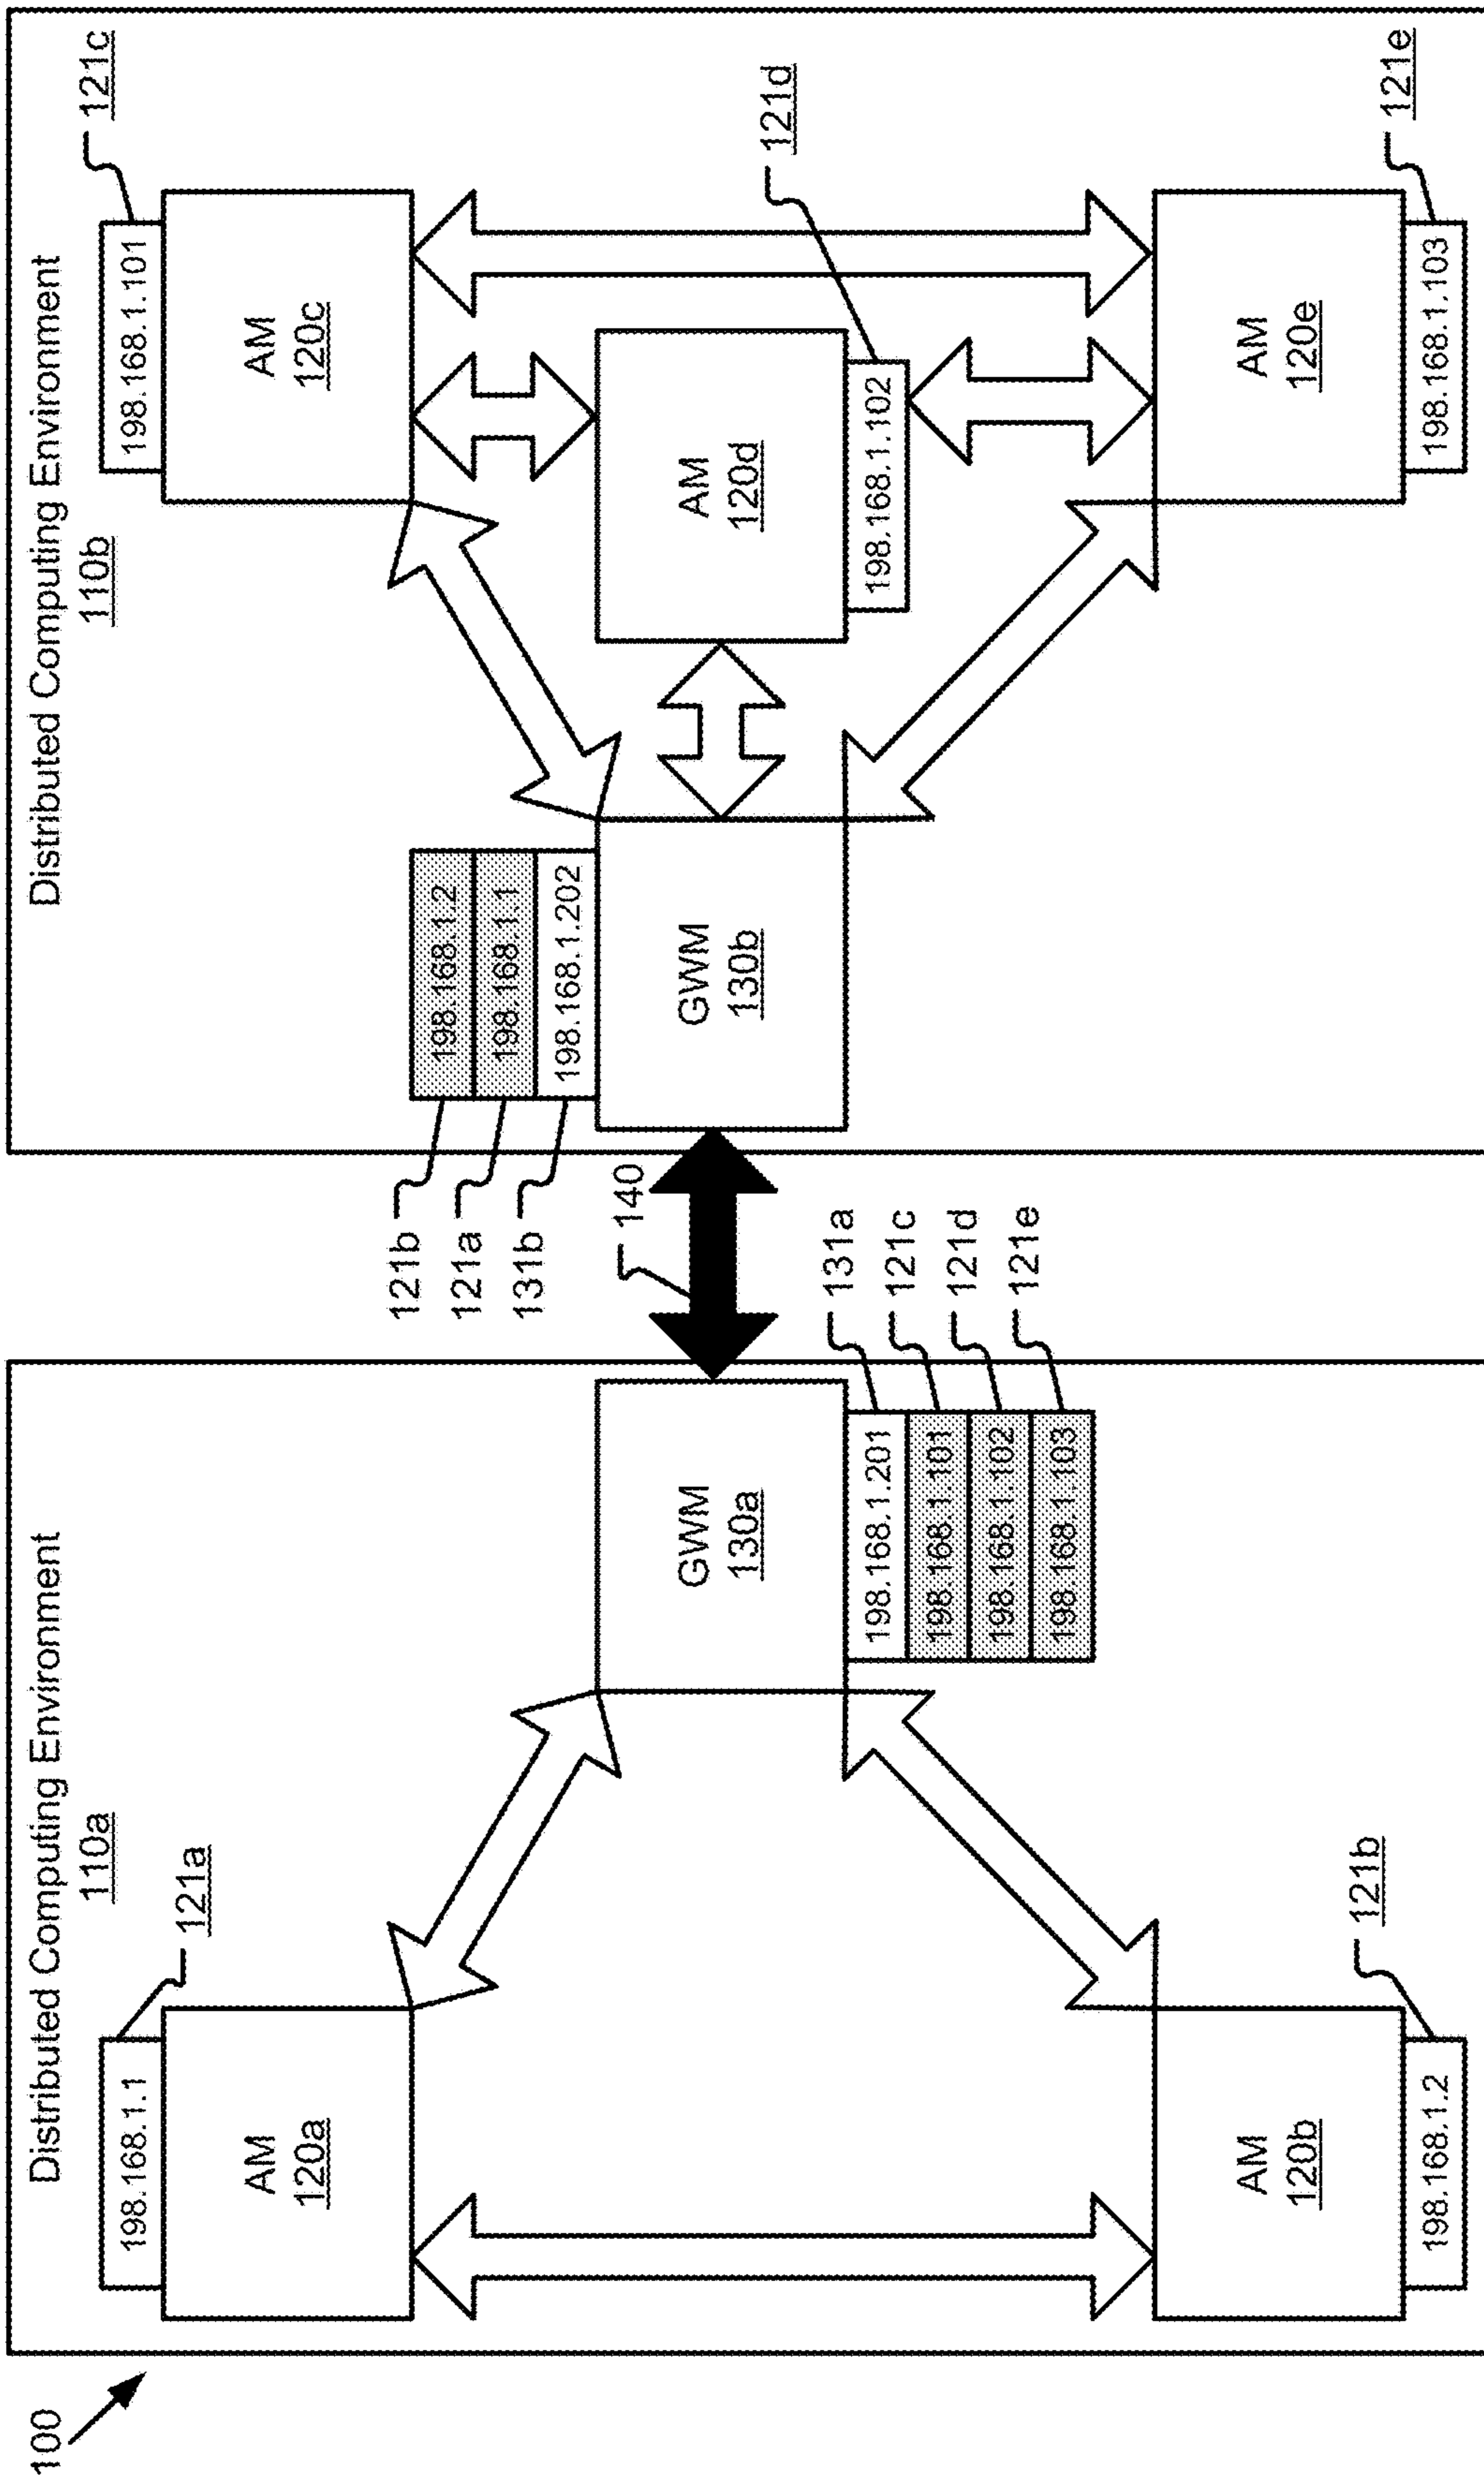 100
Distributed Computing Environment
110a
198.168.1.1
121a
AM
120a
AM
120b
198.168.1.2
121b
GWM
130a
198.168.1.201
198.168.1.101
198.168.1.102
198.168.1.103
131a
121c
121d
121e
140
Distributed Computing Environment
110b
121b
121a
131b
198.168.1.2
198.168.1.1
198.168.1.202
GWM
130b
198.168.1.101
121c
AM
120c
AM
120d
198.168.1.102
121d
AM
120e
198.168.1.103
121e